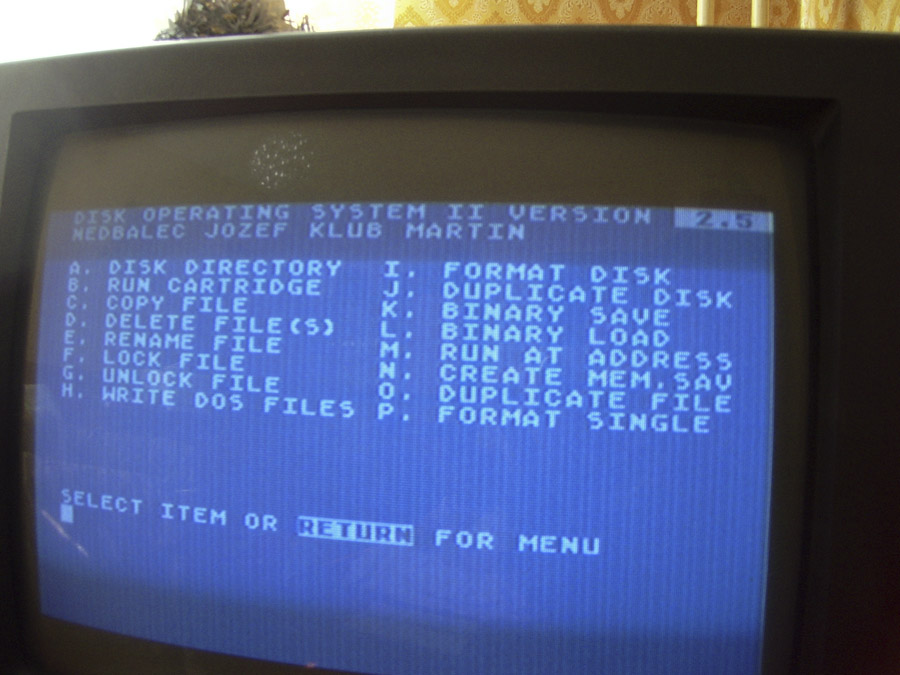 DISK OPERATING SYSTEM II VERSION 2.5
NEDBALEC JOZEF KLUB MARTIN
A. DISK DIRECTORY I. FORMAT DISK
B. RUN CARTRIDGE J. DUPLICATE DISK
C. COPY FILE K. BINARY SAVE
D. DELETE FILE(S) L. BINARY LOAD
E. RENAME FILE M. RUN AT ADDRESS
F. LOCK FILE N. CREATE MEM.SAV
G. UNLOCK FILE O. DUPLICATE FILE
H. WRITE DOS FILES P. FORMAT SINGLE
SELECT ITEM OR RETURN FOR MENU